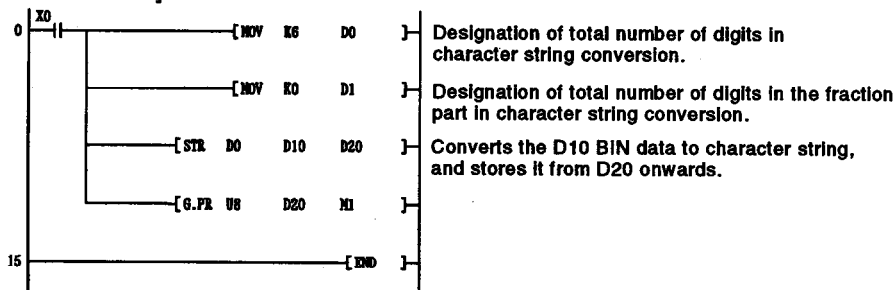 X0
0 [MOV K6 D0 ] Designation of total number of digits in
character string conversion.
[MOV K0 D1 ] Designation of total number of digits in the fraction
part in character string conversion.
[STR D0 D10 D20 ] Converts the D10 BIN data to character string,
and stores it from D20 onwards.
[G.PR U8 D20 M1 ]
15 [END ]